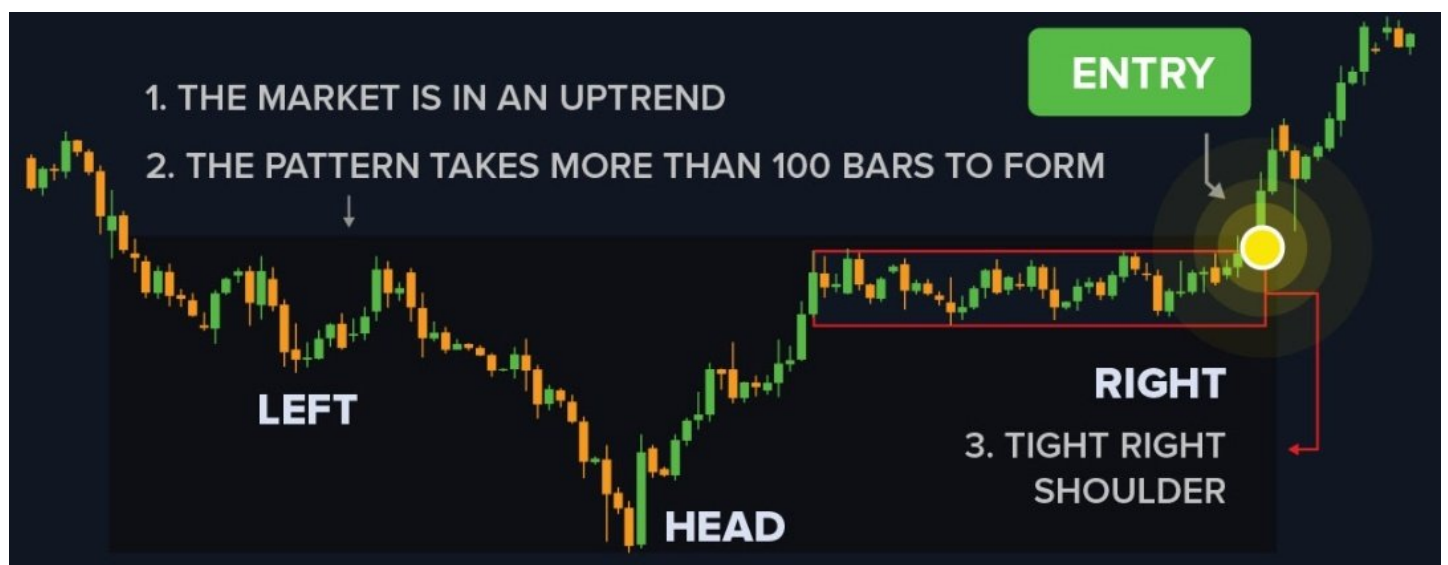 1. THE MARKET IS IN AN UPTREND
ENTRY
2. THE PATTERN TAKES MORE THAN 100 BARS TO FORM
LEFT
HEAD
RIGHT
3. TIGHT RIGHT
SHOULDER